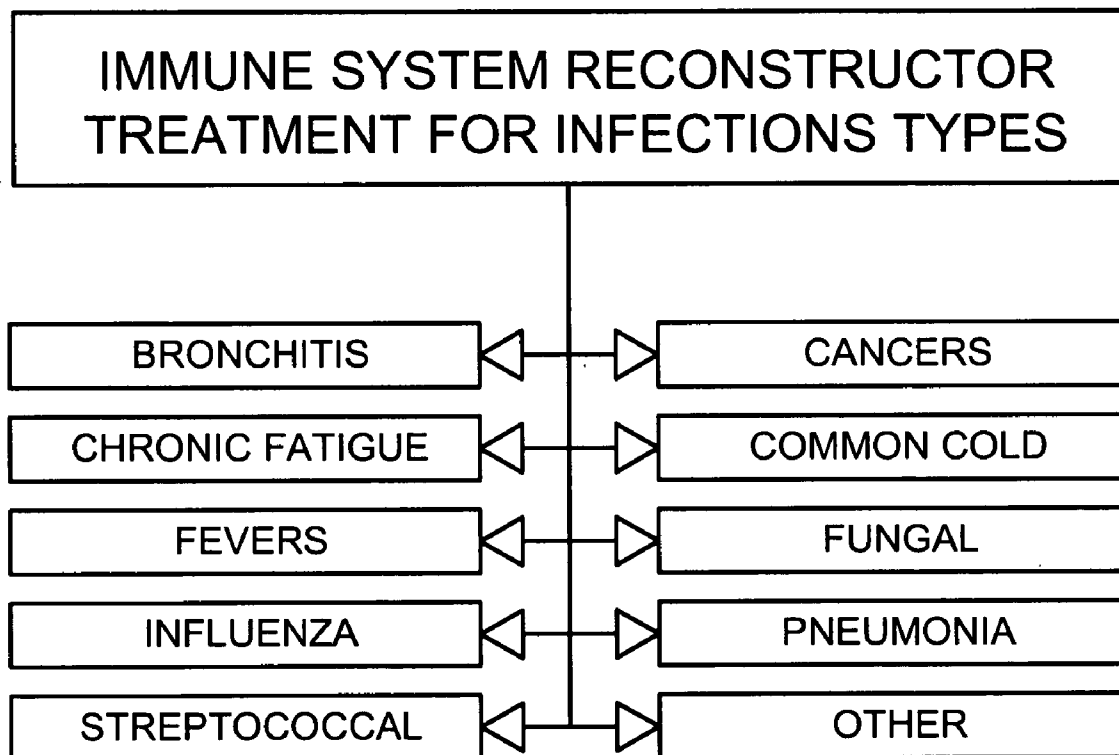 IMMUNE SYSTEM RECONSTRUCTOR
TREATMENT FOR INFECTIONS TYPES
BRONCHITIS
CANCERS
CHRONIC FATIGUE
COMMON COLD
FEVERS
FUNGAL
INFLUENZA
PNEUMONIA
STREPTOCOCCAL
OTHER